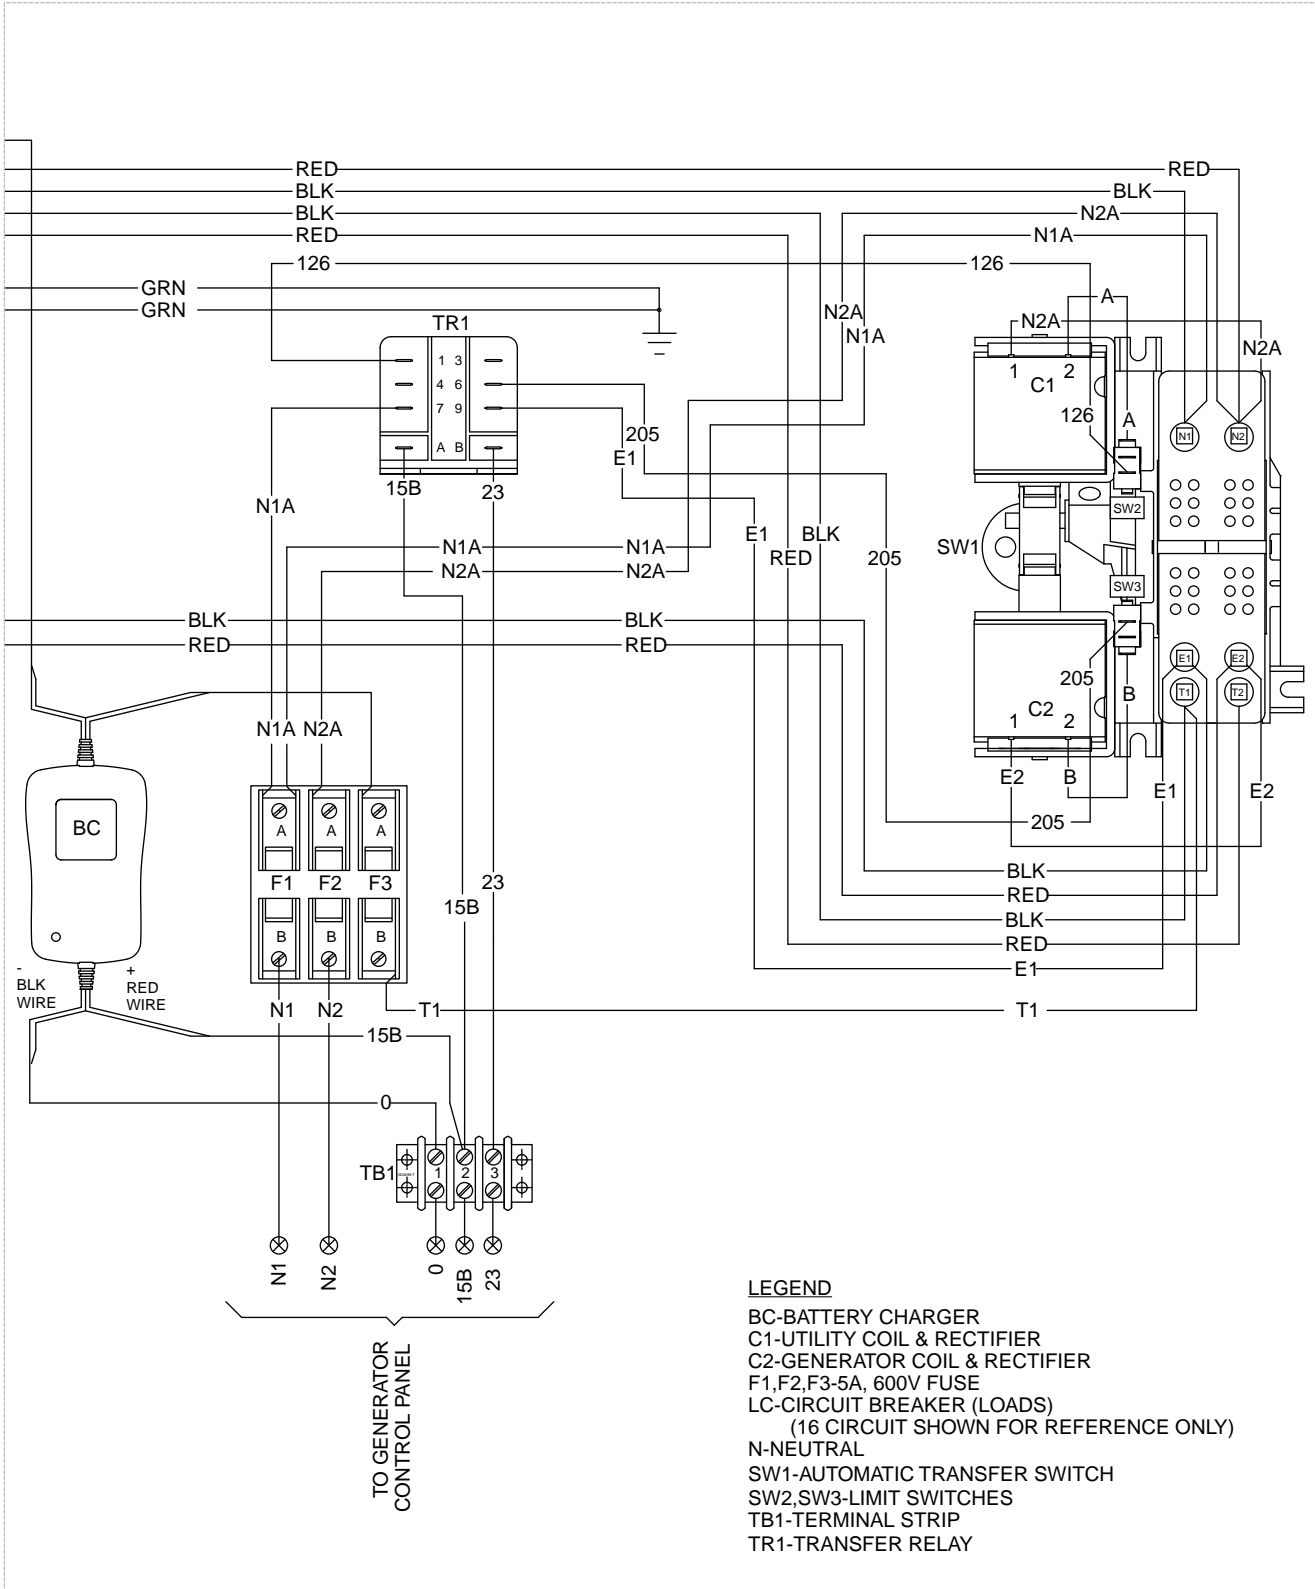 RED RED
BLK BLK
BLK N2A
RED N1A
126 126
GRN
GRN
A
N2A
N2A
N1A
N2A
TR1
1 3
4 6
7 9
A B
1 2
C1
126
A
N1 N2
205
E1
15B 23
N1A
SW2
E1 BLK
RED
205
SW1
N1A N1A
N2A N2A
SW3
BLK BLK
RED RED
E1 E2
T1 T2
205
B
C2
1 2
N1A N2A
E2 B E1 E2
205
BC
A A A
F1 F2 F3
B B B
23
15B
BLK
RED
BLK
RED
E1
-
BLK
WIRE
+
RED
WIRE
N1 N2 T1 T1
15B
0
TB1 1 2 3
N1 N2 0 15B 23
TO GENERATOR
CONTROL PANEL
LEGEND
BC-BATTERY CHARGER
C1-UTILITY COIL & RECTIFIER
C2-GENERATOR COIL & RECTIFIER
F1,F2,F3-5A, 600V FUSE
LC-CIRCUIT BREAKER (LOADS)
(16 CIRCUIT SHOWN FOR REFERENCE ONLY)
N-NEUTRAL
SW1-AUTOMATIC TRANSFER SWITCH
SW2,SW3-LIMIT SWITCHES
TB1-TERMINAL STRIP
TR1-TRANSFER RELAY